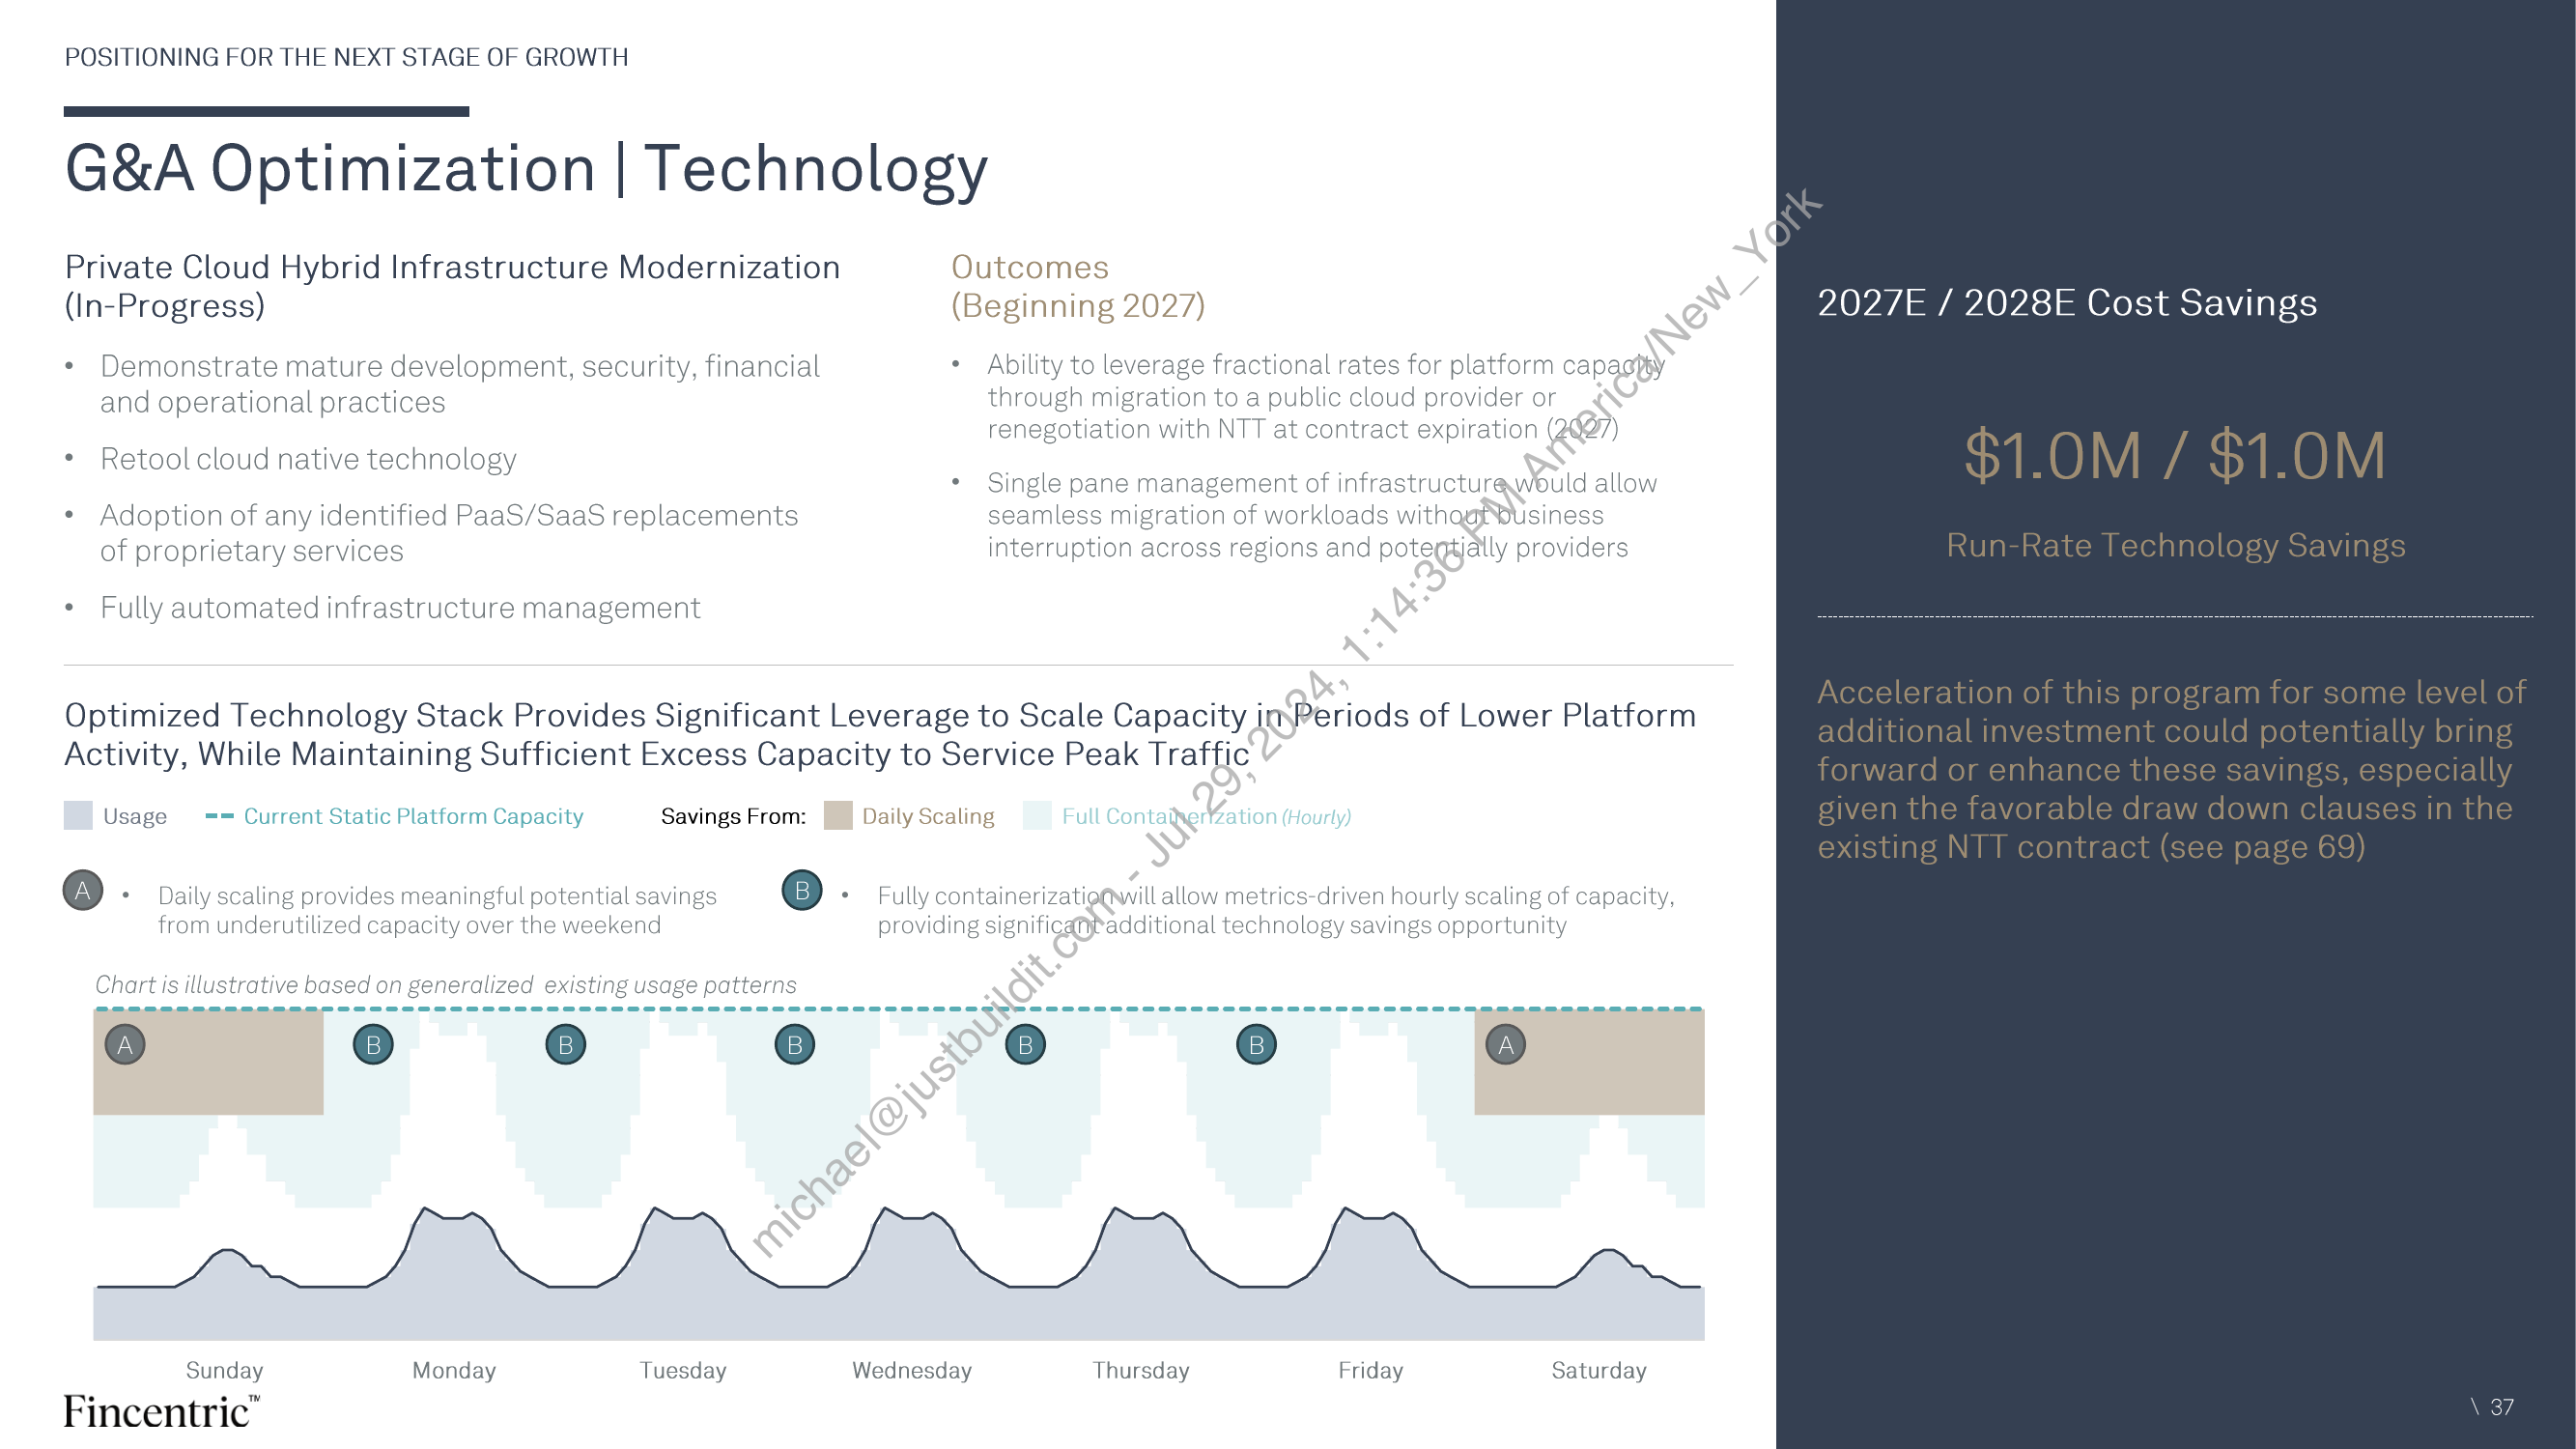 POSITIONING FOR THE NEXT STAGE OF GROWTH
G&A Optimization | Technology
Private Cloud Hybrid Infrastructure Modernization
(In-Progress)
• Demonstrate mature development, security, financial
and operational practices
• Retool cloud native technology
• Adoption of any identified PaaS/SaaS replacements
of proprietary services
• Fully automated infrastructure management
Outcomes
(Beginning 2027)
• Ability to leverage fractional rates for platform capacity
through migration to a public cloud provider or
renegotiation with NTT at contract expiration (2027)
• Single pane management of infrastructure would allow
seamless migration of workloads without business
interruption across regions and potentially providers
Optimized Technology Stack Provides Significant Leverage to Scale Capacity in Periods of Lower Platform
Activity, While Maintaining Sufficient Excess Capacity to Service Peak Traffic
Usage Current Static Platform Capacity Savings From: Daily Scaling Full Containerization (Hourly)
A • Daily scaling provides meaningful potential savings
from underutilized capacity over the weekend
B • Fully containerization will allow metrics-driven hourly scaling of capacity,
providing significant additional technology savings opportunity
Chart is illustrative based on generalized existing usage patterns
A B B B B B A
Sunday Monday Tuesday Wednesday Thursday Friday Saturday
Fincentric™
2027E / 2028E Cost Savings
$1.0M / $1.0M
Run-Rate Technology Savings
Acceleration of this program for some level of
additional investment could potentially bring
forward or enhance these savings, especially
given the favorable draw down clauses in the
existing NTT contract (see page 69)
\ 37
michael@justbuildit.com - Jul 29, 2024, 1:14:36 PM America/New_York